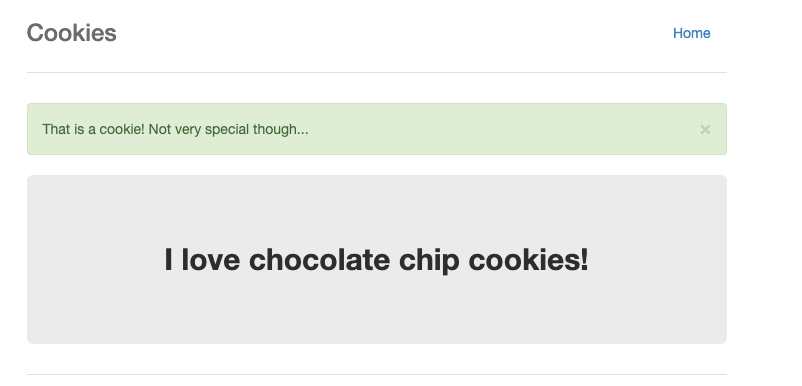 Cookies
Home
That is a cookie! Not very special though...
×
I love chocolate chip cookies!